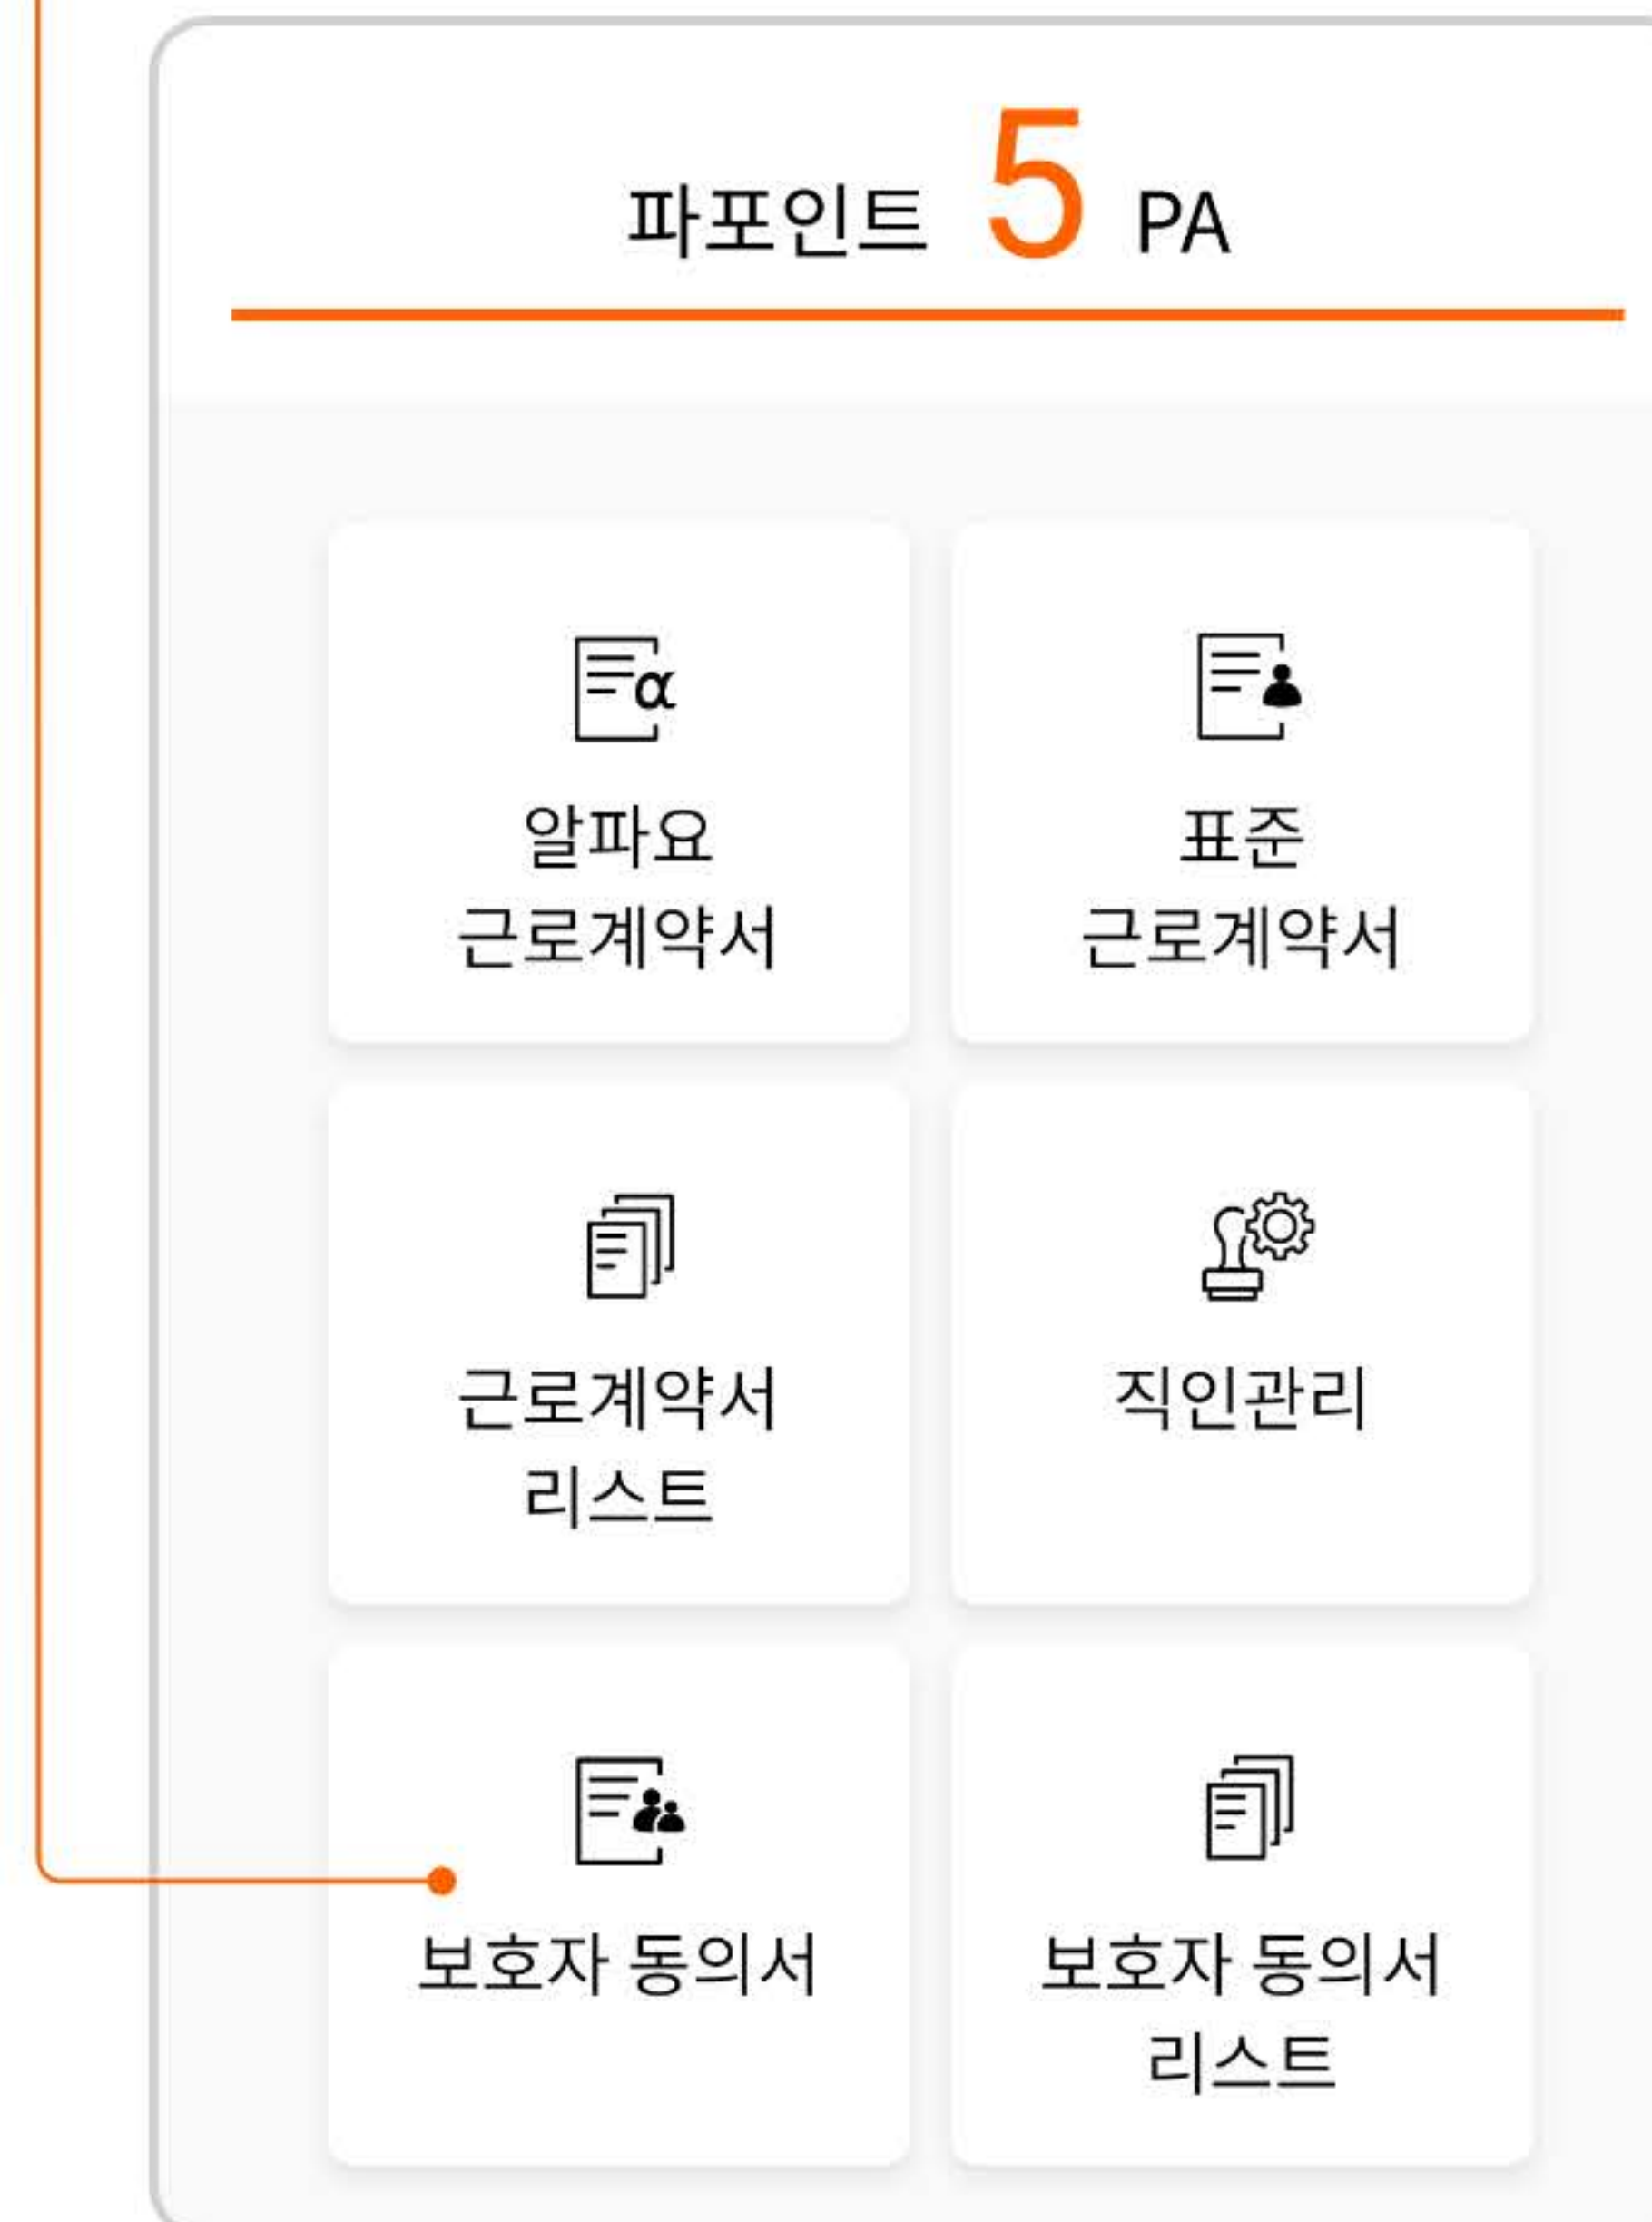 파포인트 5 PA
알파요
근로계약서
표준
근로계약서
근로계약서
리스트
직인관리
보호자 동의서
보호자 동의서
리스트